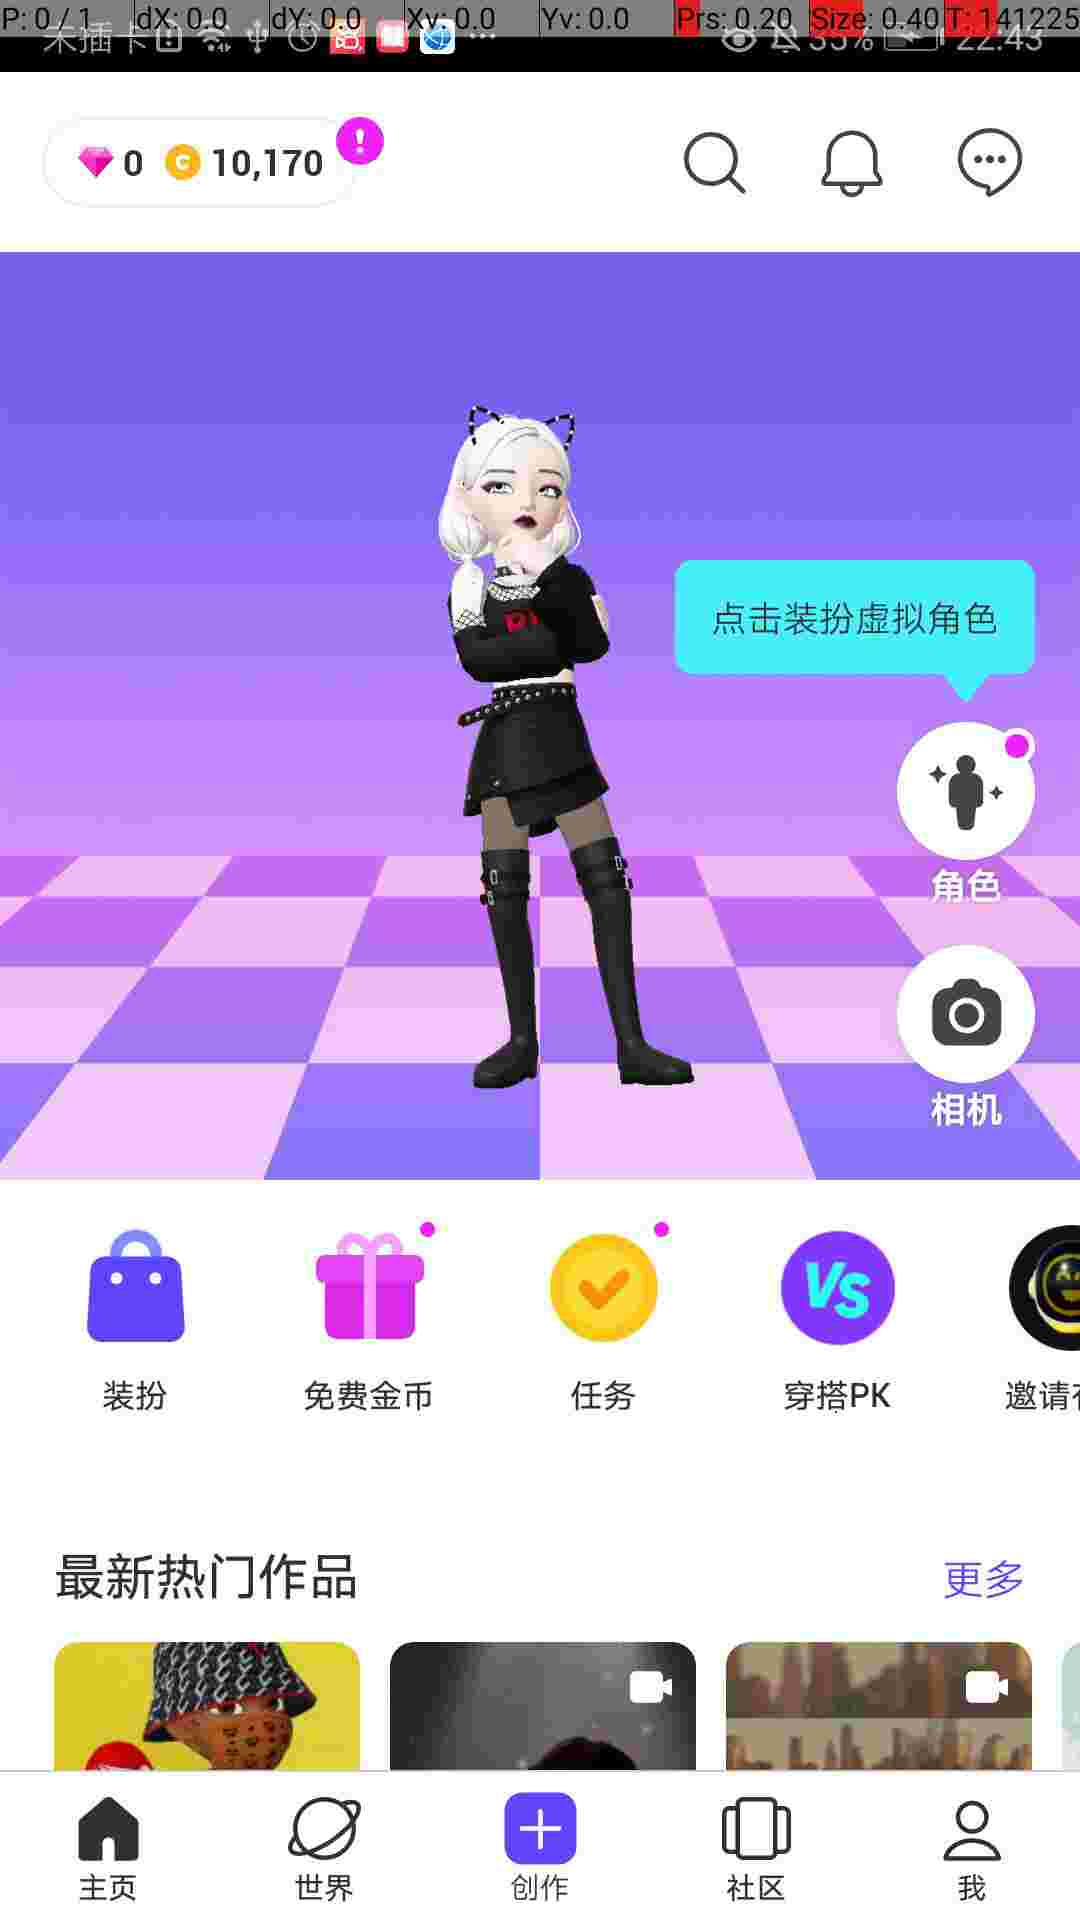 P: 0 / 1 dX: 0.0 dY: 0.0 Xv: 0.0 Yv: 0.0 Prs: 0.20 Size: 0.40 T: 141225
未插卡 33% 22:43
0 10,170
点击装扮虚拟角色
角色
相机
VS
装扮 免费金币 任务 穿搭PK 邀请
最新热门作品 更多
主页 世界 创作 社区 我